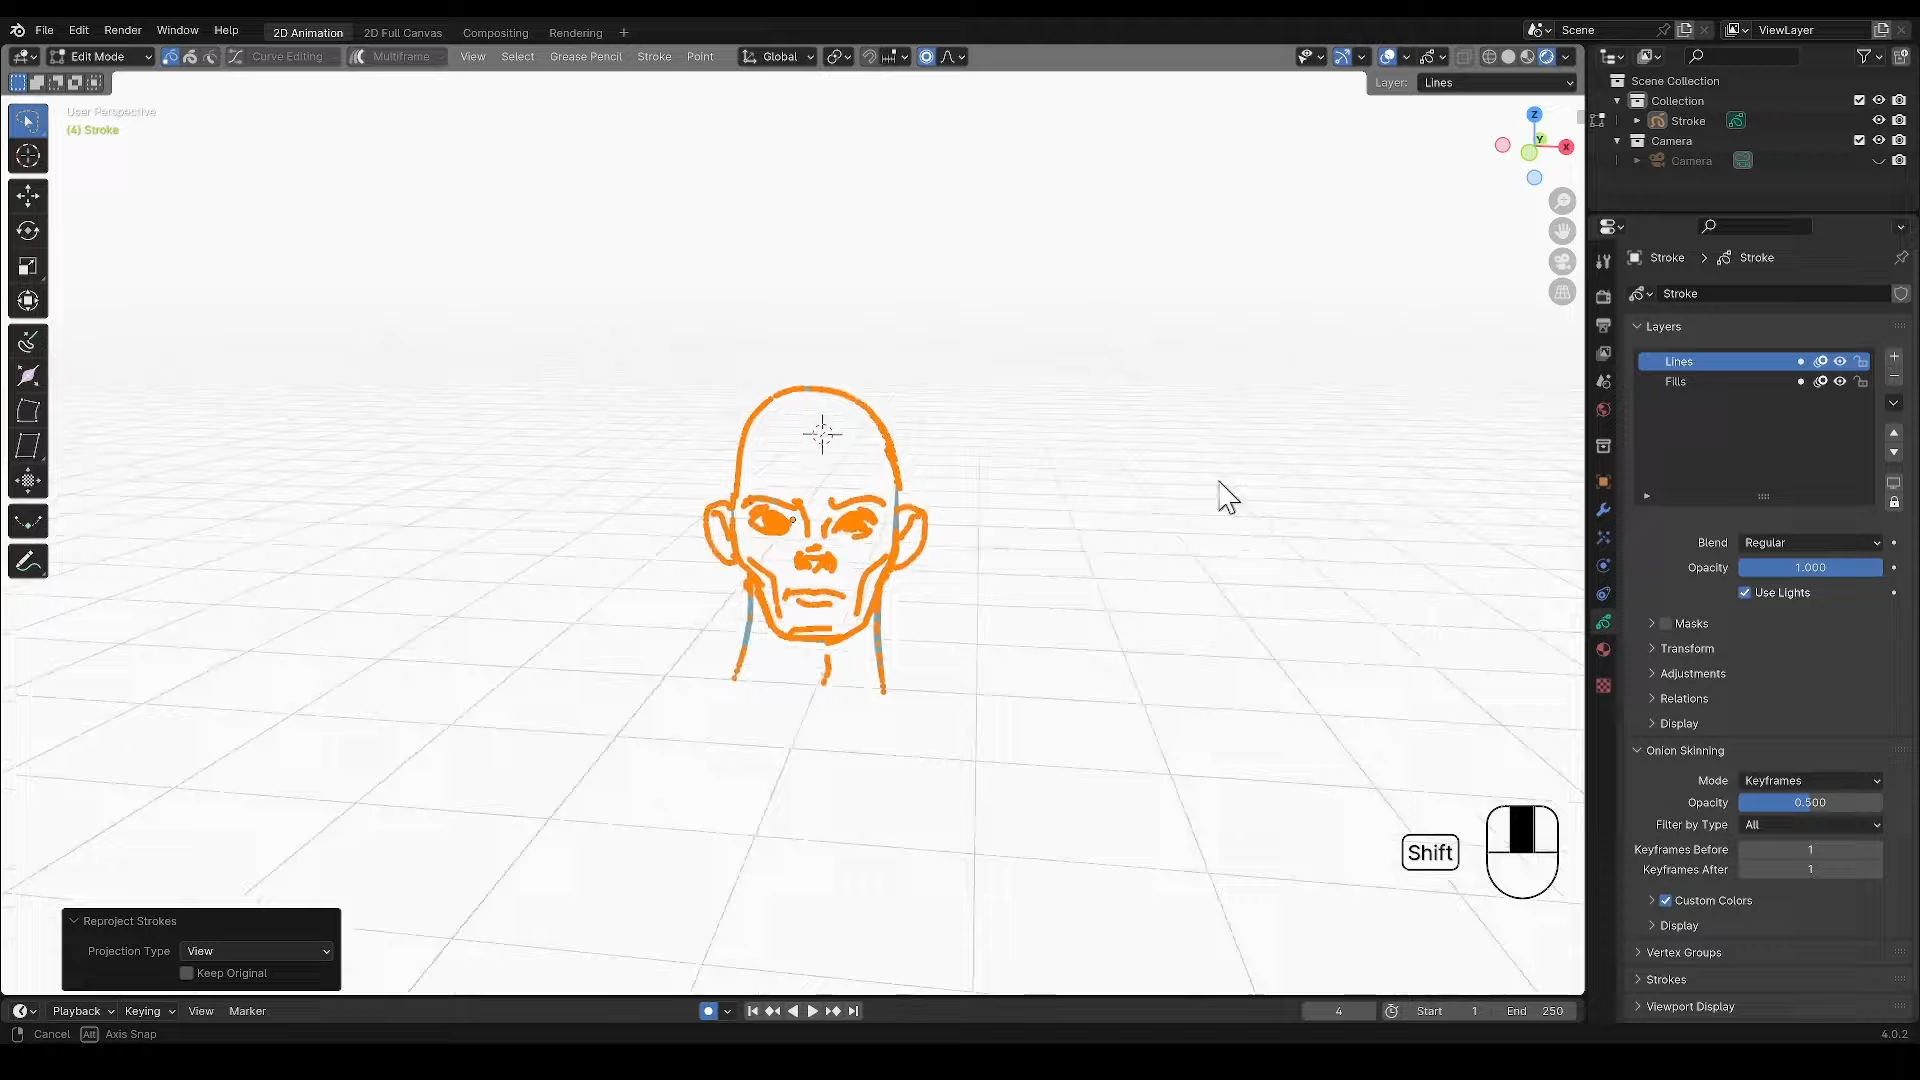 File Edit Render Window Help
2D Animation 2D Full Canvas Compositing Rendering +
Scene
ViewLayer
Edit Mode
Curve Editing
Multiframe
View Select Grease Pencil Stroke Point
Global
Layer: Lines
User Perspective
(4) Stroke
Z
Y
X
Scene Collection
Collection
Stroke
Camera
Camera
Stroke > Stroke
Stroke
Layers
Lines
Fills
Blend Regular
Opacity 1.000
Use Lights
Masks
Transform
Adjustments
Relations
Display
Onion Skinning
Mode Keyframes
Opacity 0.500
Filter by Type All
Keyframes Before 1
Keyframes After 1
Custom Colors
Display
Vertex Groups
Strokes
Viewport Display
Shift
Reproject Strokes
Projection Type View
Keep Original
Playback Keying View Marker
4 Start 1 End 250
Cancel Alt Axis Snap
4.0.2